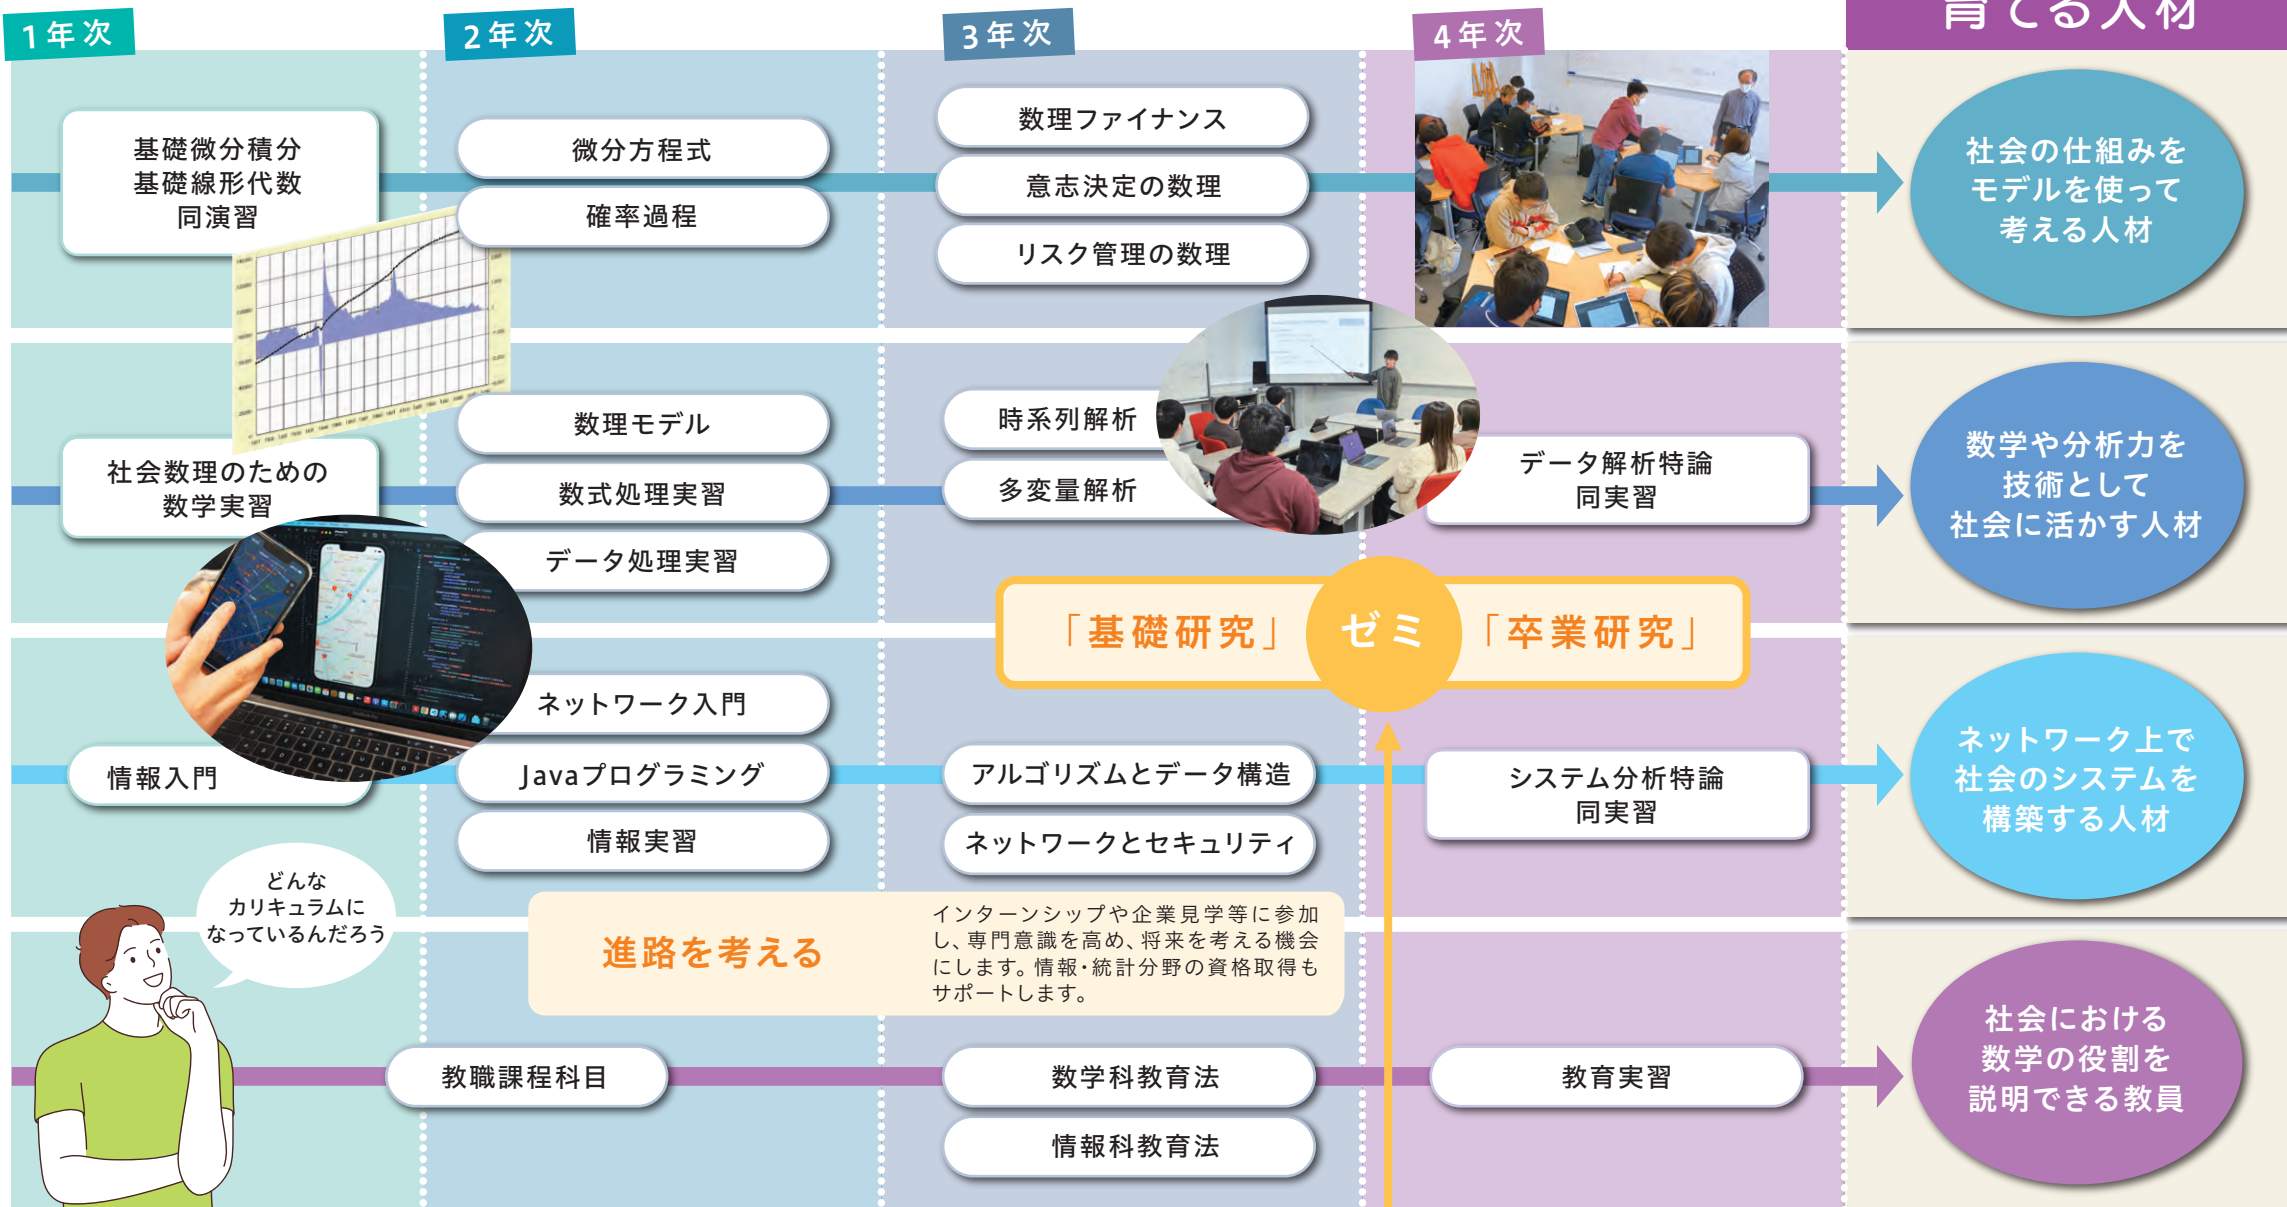 1年次
2年次
3年次
4年次
育てる人材
基礎微分積分
基礎線形代数
同演習
微分方程式
確率過程
数理ファイナンス
意志決定の数理
リスク管理の数理
社会の仕組みを
モデルを使って
考える人材
社会数理のための
数学実習
数理モデル
数式処理実習
データ処理実習
時系列解析
多変量解析
データ解析特論
同実習
数学や分析力を
技術として
社会に活かす人材
「基礎研究」
ゼミ
「卒業研究」
情報入門
ネットワーク入門
Javaプログラミング
情報実習
アルゴリズムとデータ構造
ネットワークとセキュリティ
システム分析特論
同実習
ネットワーク上で
社会のシステムを
構築する人材
どんな
カリキュラムに
なっているんだろう
進路を考える
インターンシップや企業見学等に参加
し、専門意識を高め、将来を考える機会
にします。情報・統計分野の資格取得も
サポートします。
教職課程科目
数学科教育法
情報科教育法
教育実習
社会における
数学の役割を
説明できる教員